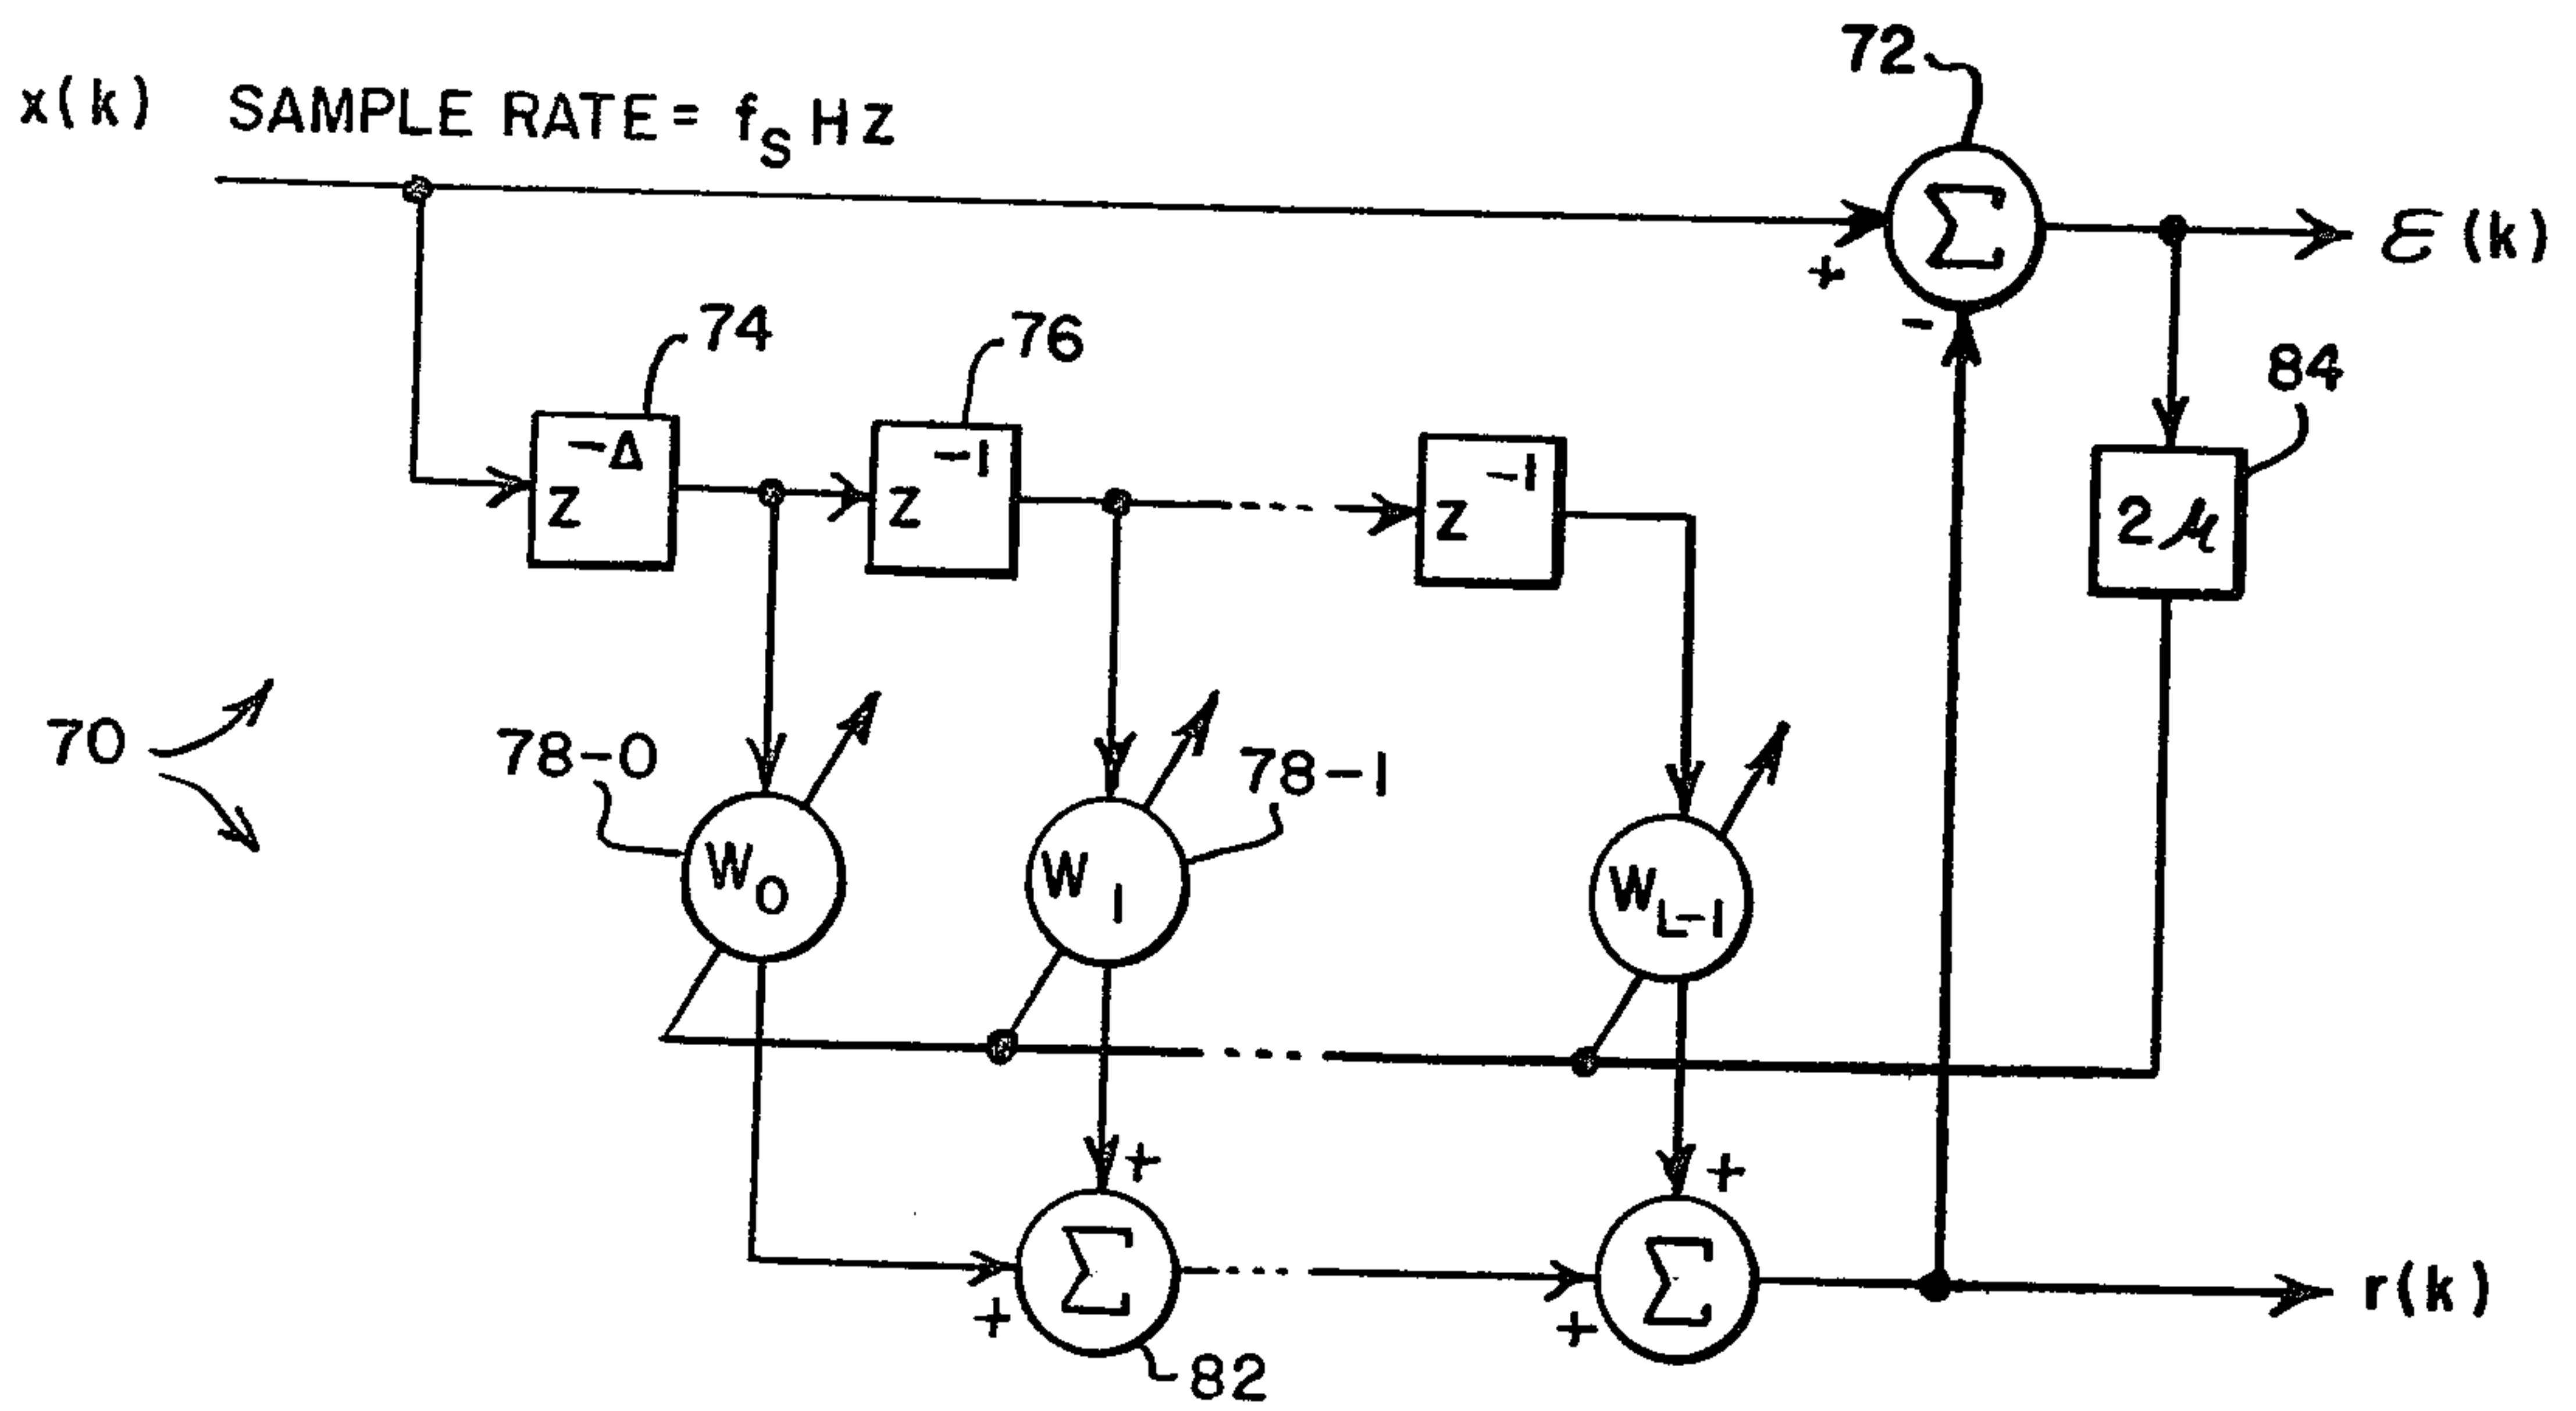 72
x(k) SAMPLE RATE = fS HZ
Σ
ℰ(k)
+
-
74
76
84
z-Δ
z-1
z-1
2μ
70
78-0
78-1
W0
W1
WL-1
+
+
Σ
Σ
+
+
r(k)
82